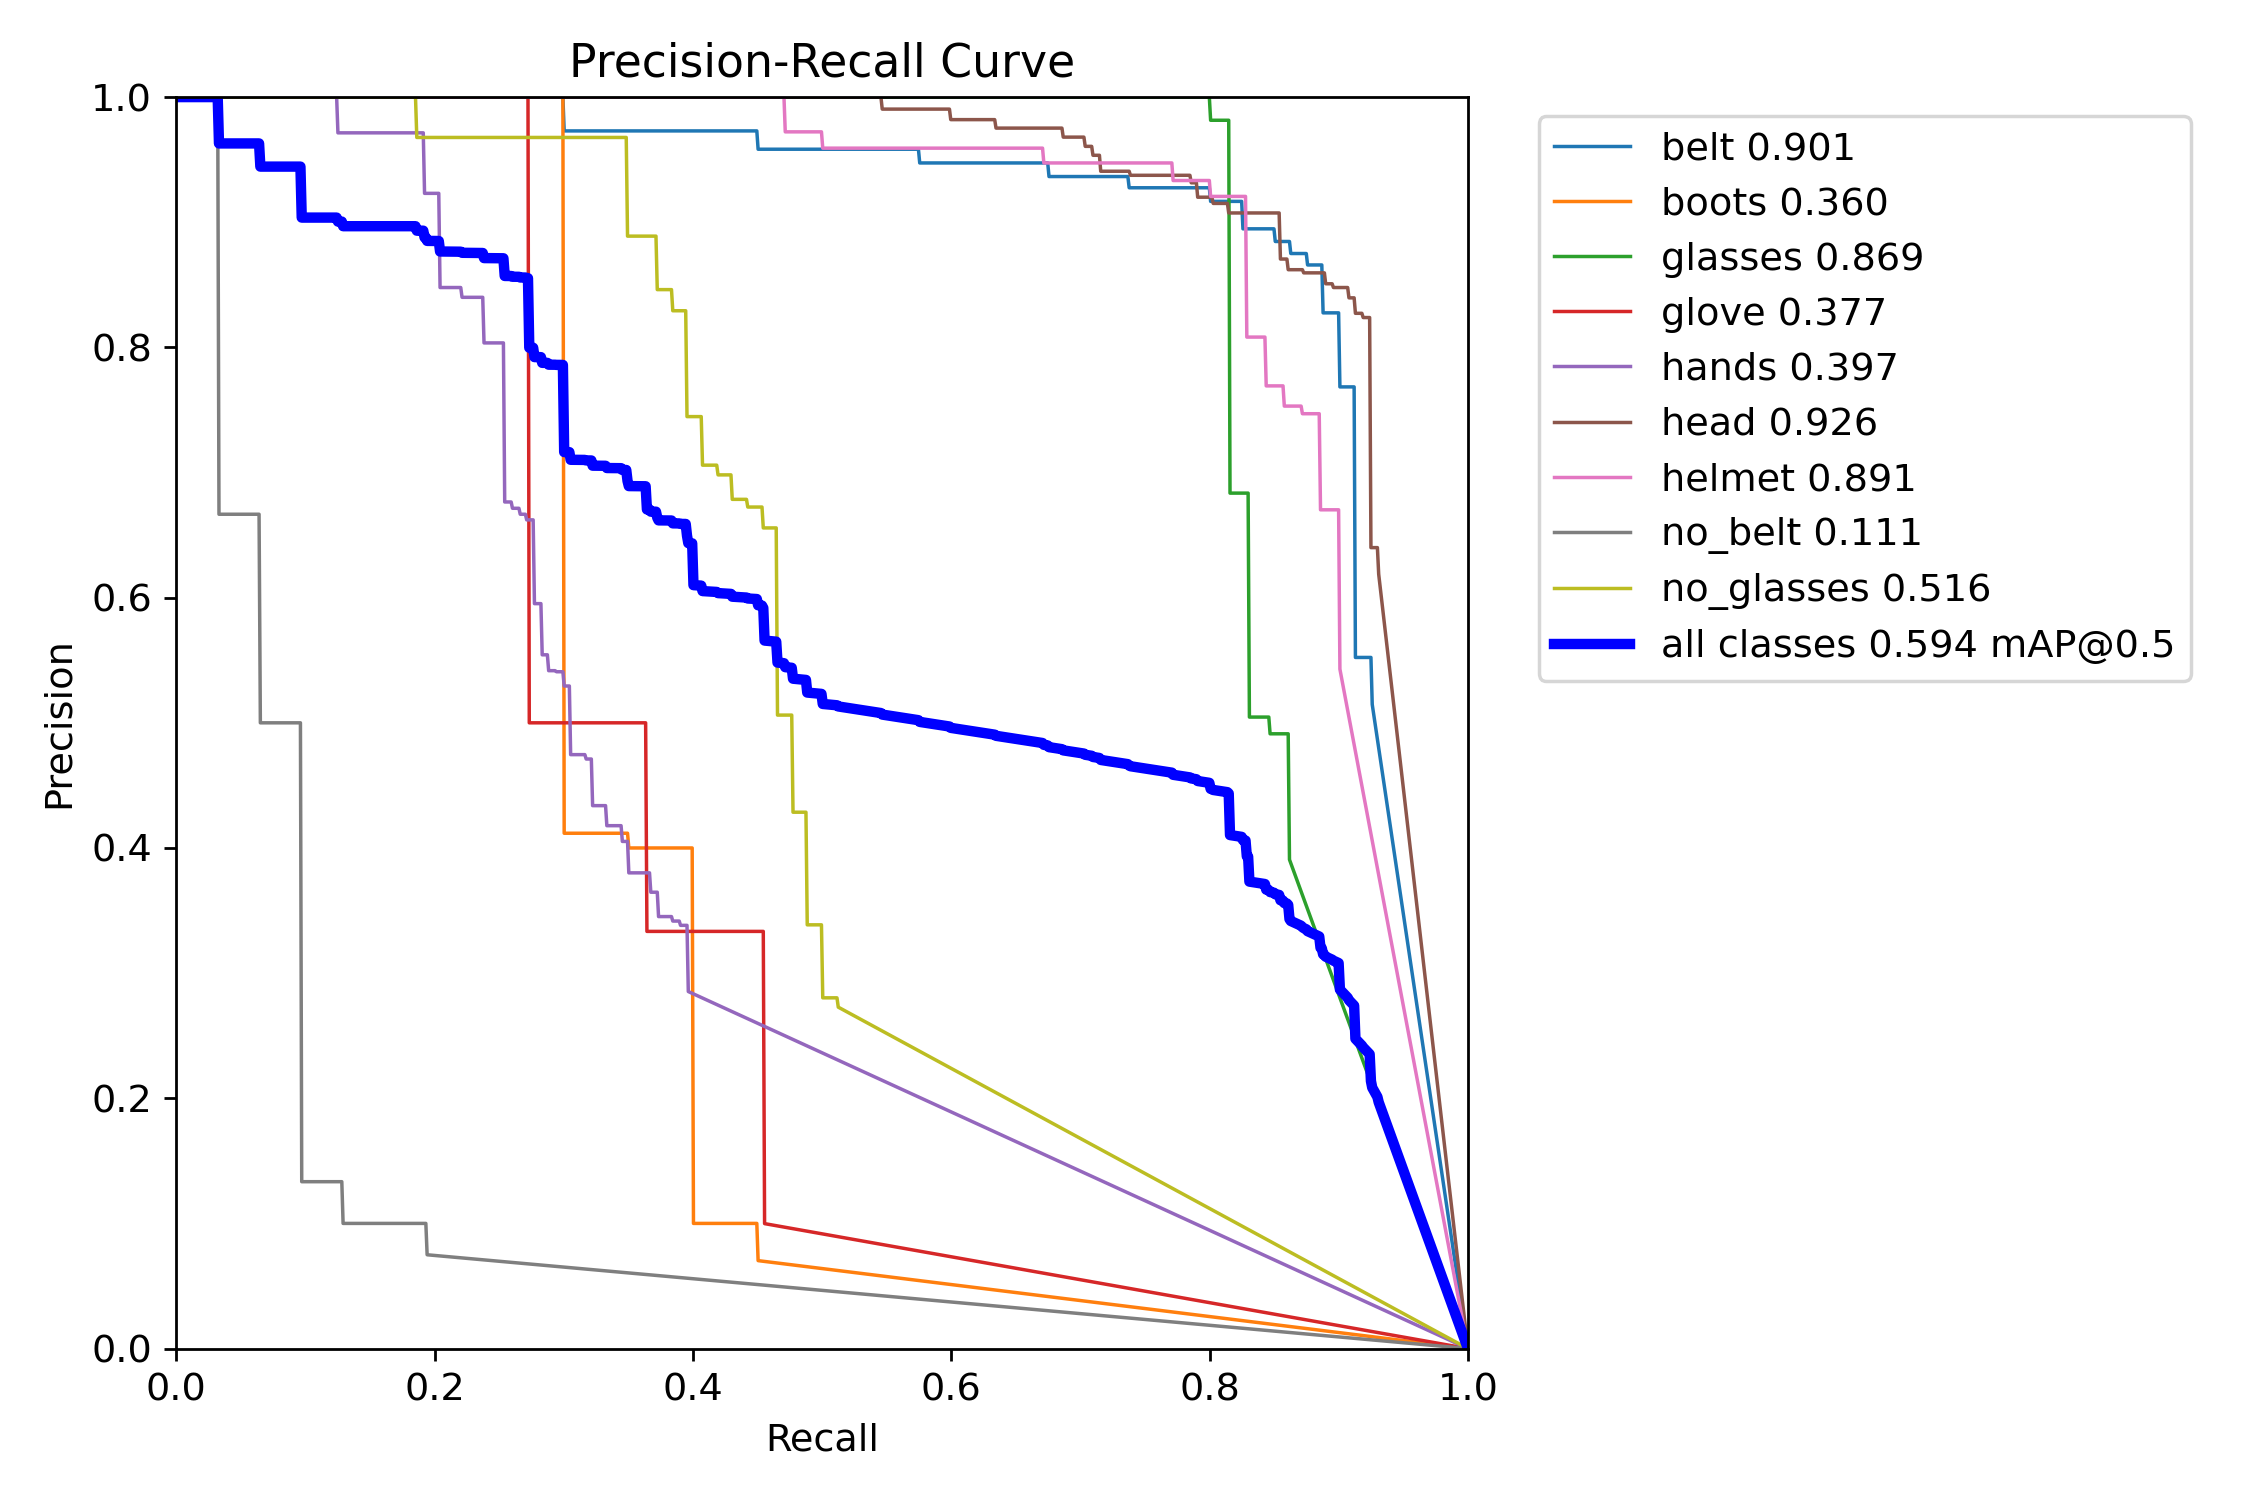 Precision-Recall Curve
1.0
0.8
0.6
0.4
0.2
0.0
Precision
0.0 0.2 0.4 0.6 0.8 1.0
Recall
belt 0.901
boots 0.360
glasses 0.869
glove 0.377
hands 0.397
head 0.926
helmet 0.891
no_belt 0.111
no_glasses 0.516
all classes 0.594 mAP@0.5